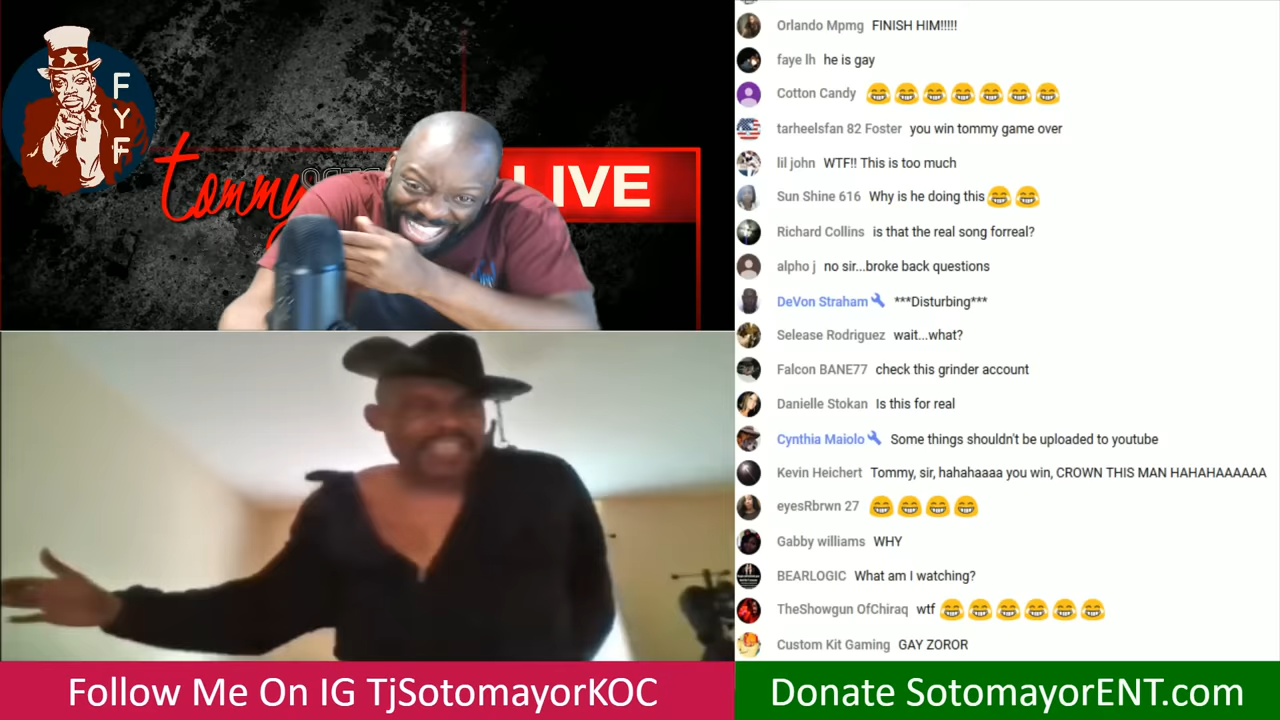 FYF
tommy
LIVE
Orlando Mpmg FINISH HIM!!!!!
faye lh he is gay
Cotton Candy 😂😂😂😂😂😂😂
tarheelsfan 82 Foster you win tommy game over
lil john WTF!! This is too much
Sun Shine 616 Why is he doing this😂😂
Richard Collins is that the real song forreal?
alpho j no sir...broke back questions
DeVon Straham ***Disturbing***
Selease Rodriguez wait...what?
Falcon BANE77 check this grinder account
Danielle Stokan Is this for real
Cynthia Maiolo Some things shouldn't be uploaded to youtube
Kevin Heichert Tommy, sir, hahahaaaa you win, CROWN THIS MAN HAHAHAAAAAA
eyesRbrwn 27 😂😂😂😂
Gabby williams WHY
BEARLOGIC What am I watching?
TheShowgun OfChiraq wtf 😂😂😂😂😂😂
Custom Kit Gaming GAY ZOROR
Follow Me On IG TjSotomayorKOC
Donate SotomayorENT.com